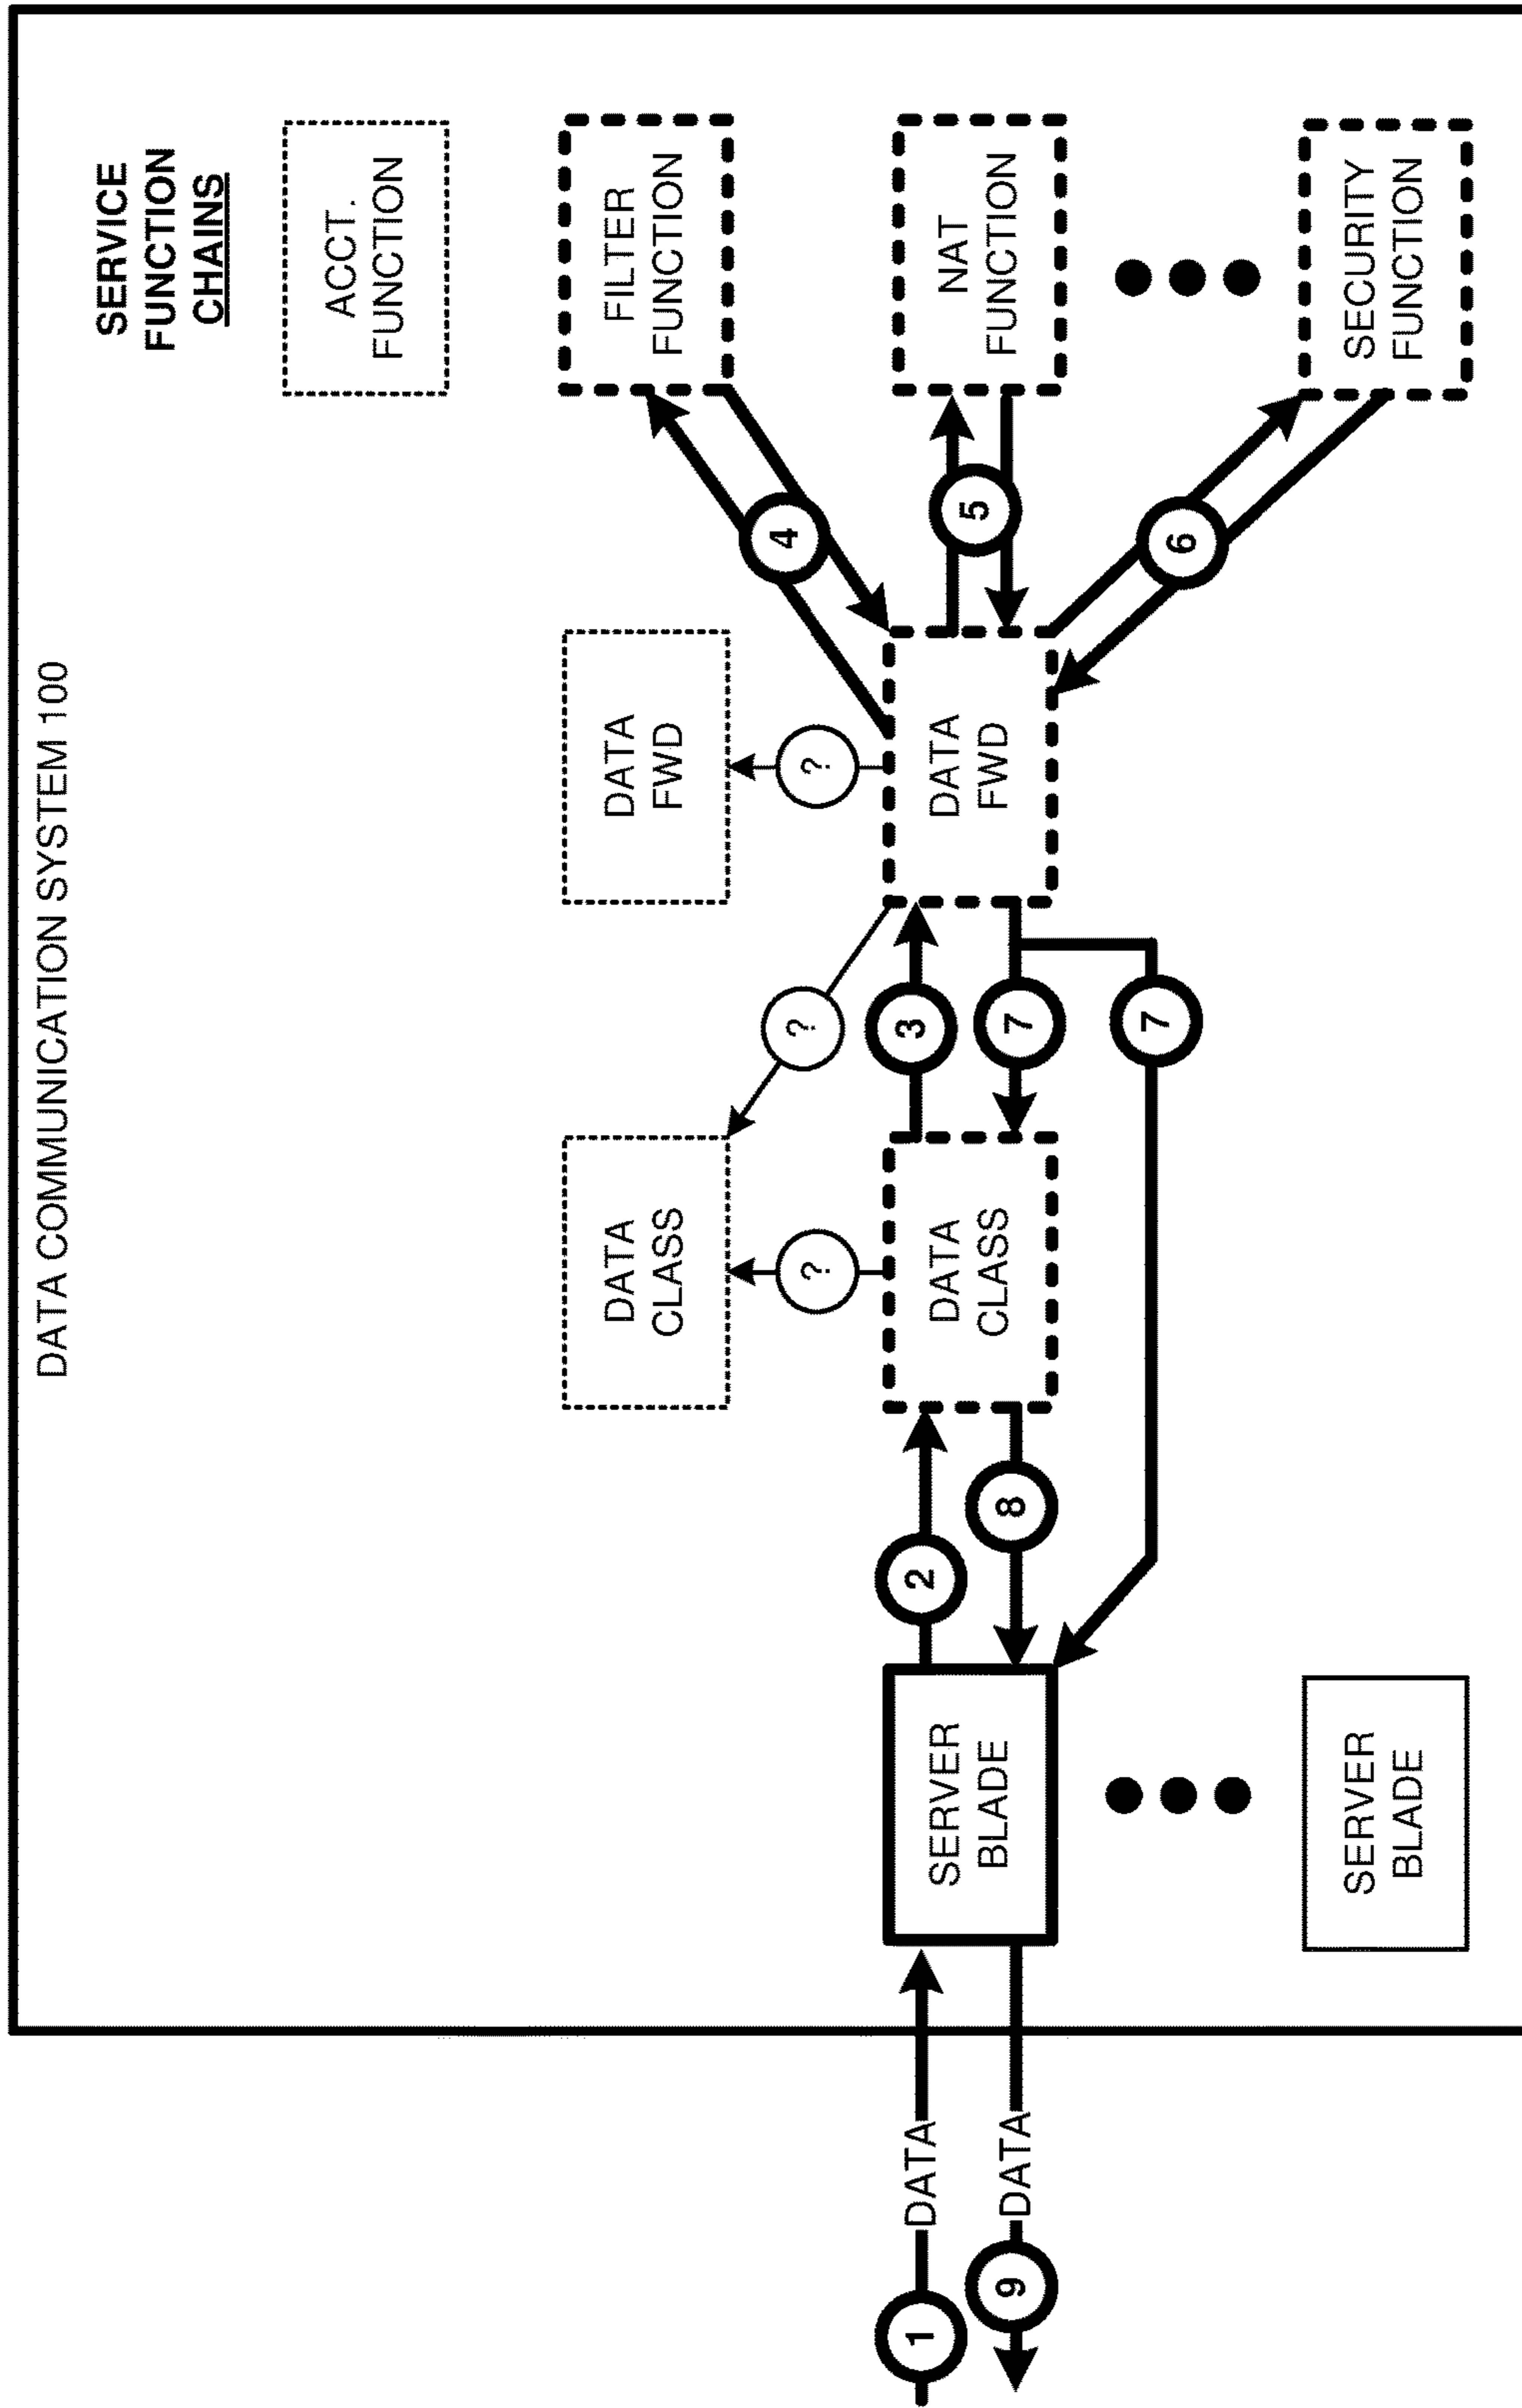 DATA COMMUNICATION SYSTEM 100
SERVICE
FUNCTION
CHAINS
ACCT.
FUNCTION
DATA
CLASS
?
DATA
FWD
?
?
FILTER
FUNCTION
4
1
DATA
SERVER
BLADE
2
DATA
CLASS
3
DATA
FWD
5
NAT
FUNCTION
9
DATA
8
7
7
6
SERVER
BLADE
SECURITY
FUNCTION